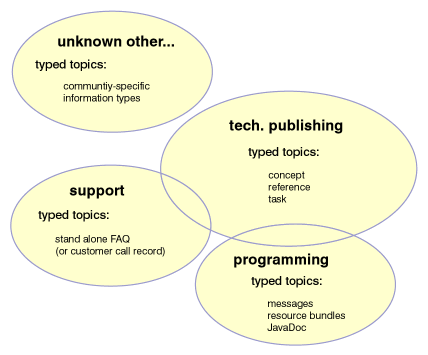 unknown other...
typed topics:
communtiy-specific
information types
tech. publishing
typed topics:
concept
reference
task
support
typed topics:
stand alone FAQ
(or customer call record)
programming
typed topics:
messages
resource bundles
JavaDoc